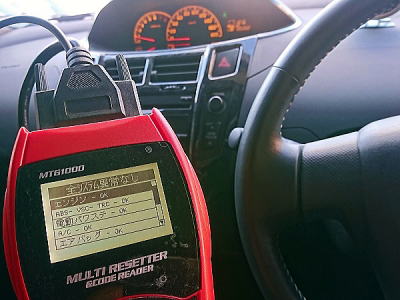 MTG1000
全システム異常なし
エンジン - OK
ABS- VSC- TRC - OK
電動パワステ - OK
A/C - OK
エアバッグ - OK
MULTI RESETTER
&CODE READER